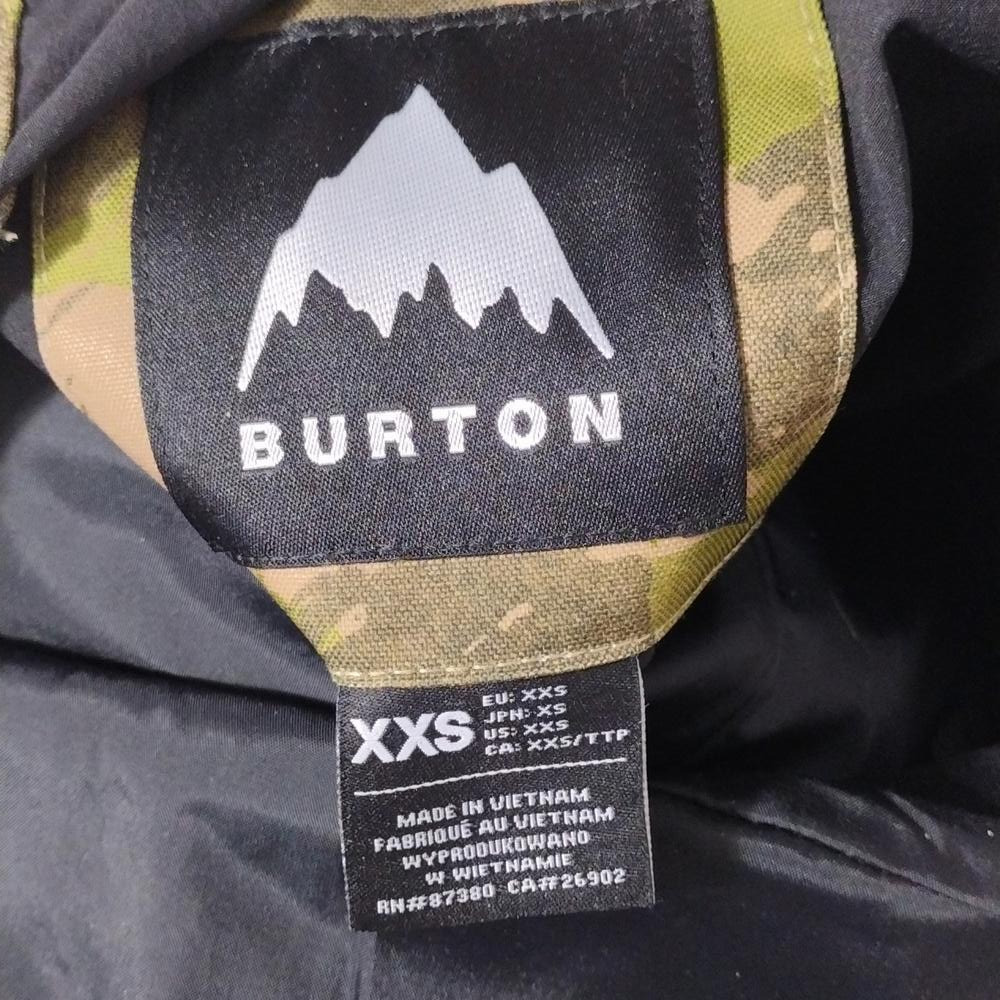 BURTON
XXS
EU: XXS
JPN: XS
US: XXS
CA: XXS/TTP
MADE IN VIETNAM
FABRIQUÉ AU VIETNAM
WYPRODUKOWANO
W WIETNAMIE
RN#87380 CA#26902